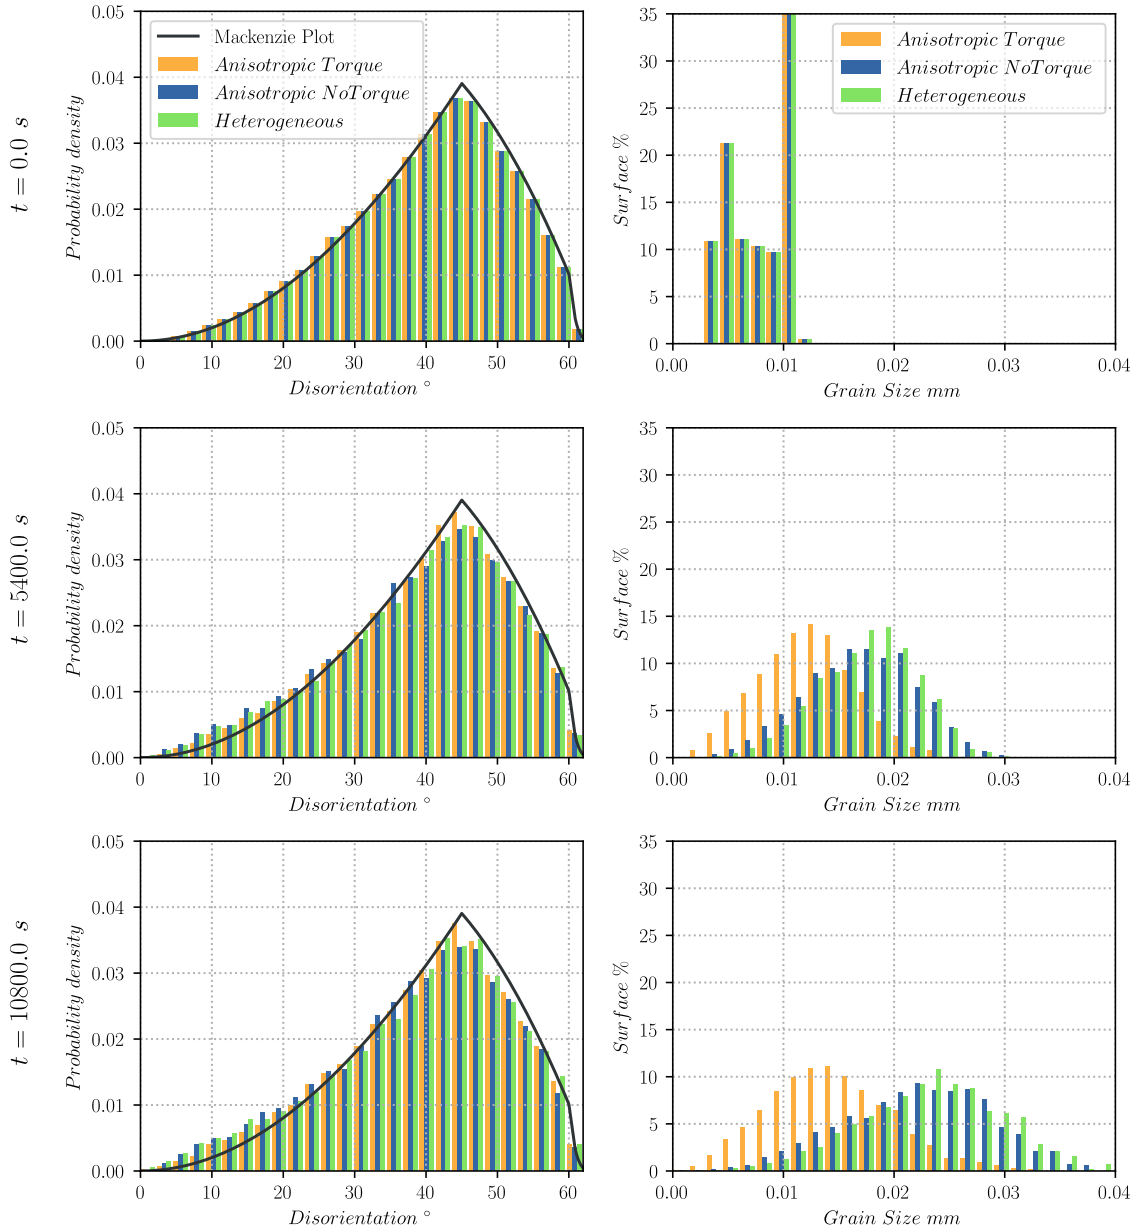 t = 0.0 s
Probability density
0.05
0.04
0.03
0.02
0.01
0.00
Mackenzie Plot
Anisotropic Torque
Anisotropic NoTorque
Heterogeneous
0 10 20 30 40 50 60
Disorientation °
Surface %
35
30
25
20
15
10
5
0
Anisotropic Torque
Anisotropic NoTorque
Heterogeneous
0.00 0.01 0.02 0.03 0.04
Grain Size mm
t = 5400.0 s
Probability density
0.05
0.04
0.03
0.02
0.01
0.00
0 10 20 30 40 50 60
Disorientation °
Surface %
35
30
25
20
15
10
5
0
0.00 0.01 0.02 0.03 0.04
Grain Size mm
t = 10800.0 s
Probability density
0.05
0.04
0.03
0.02
0.01
0.00
0 10 20 30 40 50 60
Disorientation °
Surface %
35
30
25
20
15
10
5
0
0.00 0.01 0.02 0.03 0.04
Grain Size mm